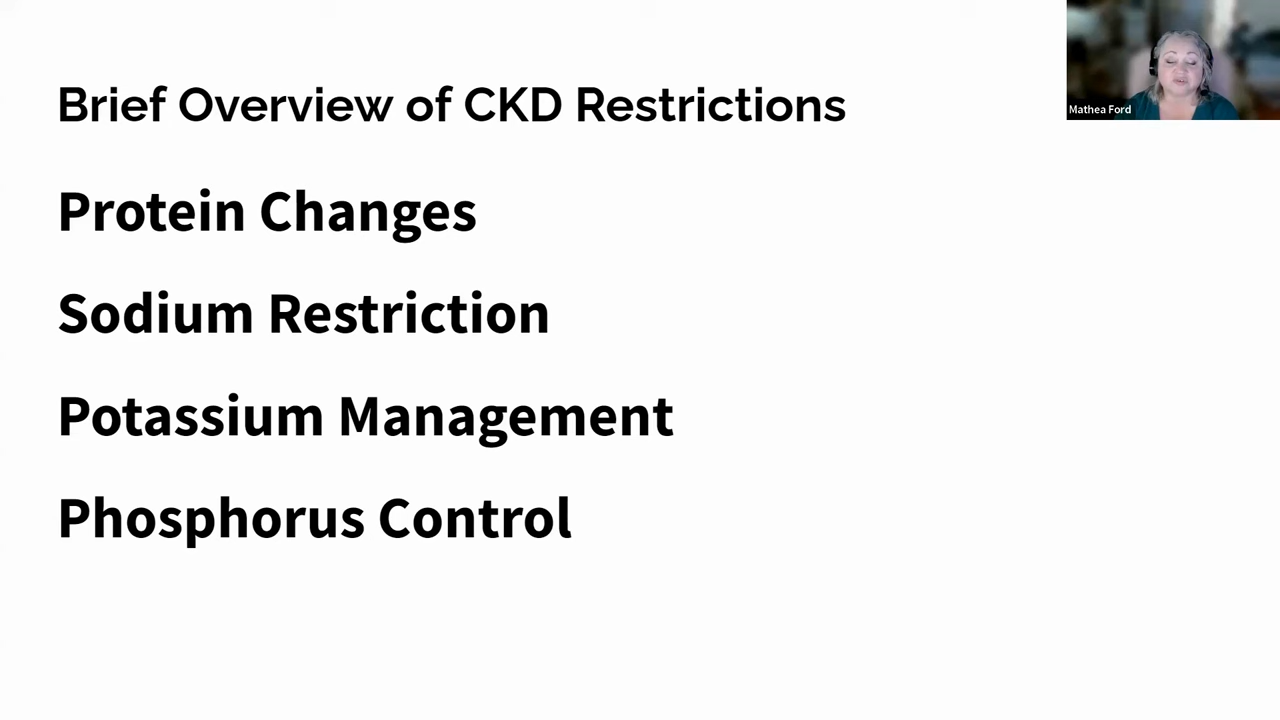 Brief Overview of CKD Restrictions
Mathea Ford
Protein Changes
Sodium Restriction
Potassium Management
Phosphorus Control